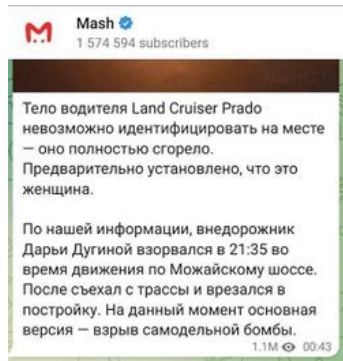 Mash
1 574 594 subscribers
Тело водителя Land Cruiser Prado
невозможно идентифицировать на месте
— оно полностью сгорело.
Предварительно установлено, что это
женщина.
По нашей информации, внедорожник
Дарьи Дугиной взорвался в 21:35 во
время движения по Можайскому шоссе.
После съехал с трассы и врезался в
постройку. На данный момент основная
версия — взрыв самодельной бомбы.
1.1M 00:43